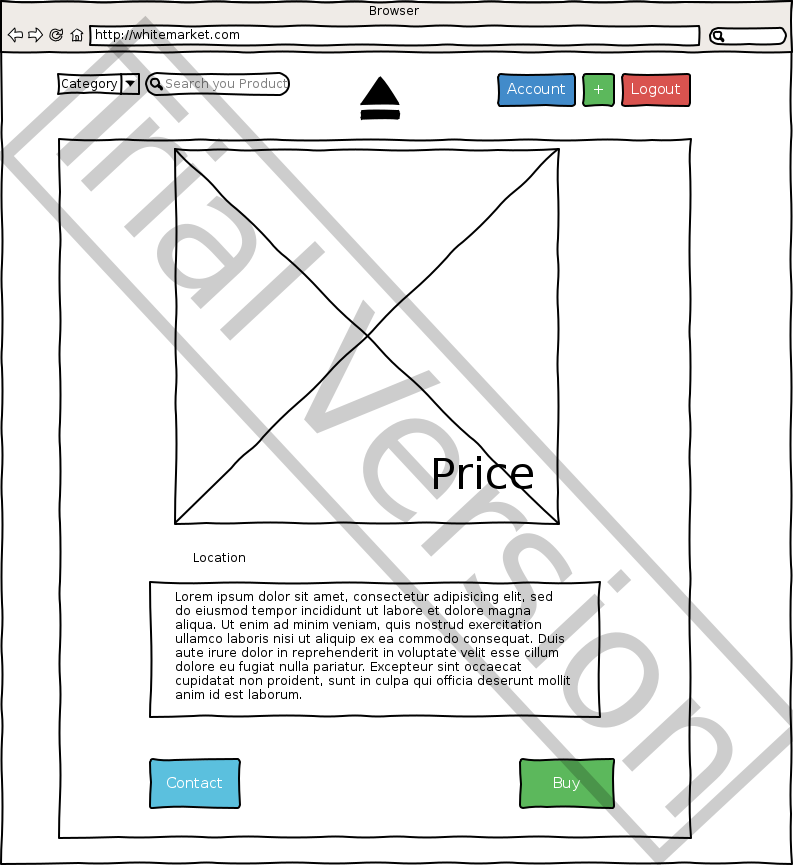 Browser
http://whitemarket.com
Category
Search you Product
Account
+
Logout
Price
Location
Lorem ipsum dolor sit amet, consectetur adipisicing elit, sed
do eiusmod tempor incididunt ut labore et dolore magna
aliqua. Ut enim ad minim veniam, quis nostrud exercitation
ullamco laboris nisi ut aliquip ex ea commodo consequat. Duis
aute irure dolor in reprehenderit in voluptate velit esse cillum
dolore eu fugiat nulla pariatur. Excepteur sint occaecat
cupidatat non proident, sunt in culpa qui officia deserunt mollit
anim id est laborum.
Contact
Buy
Trial Version